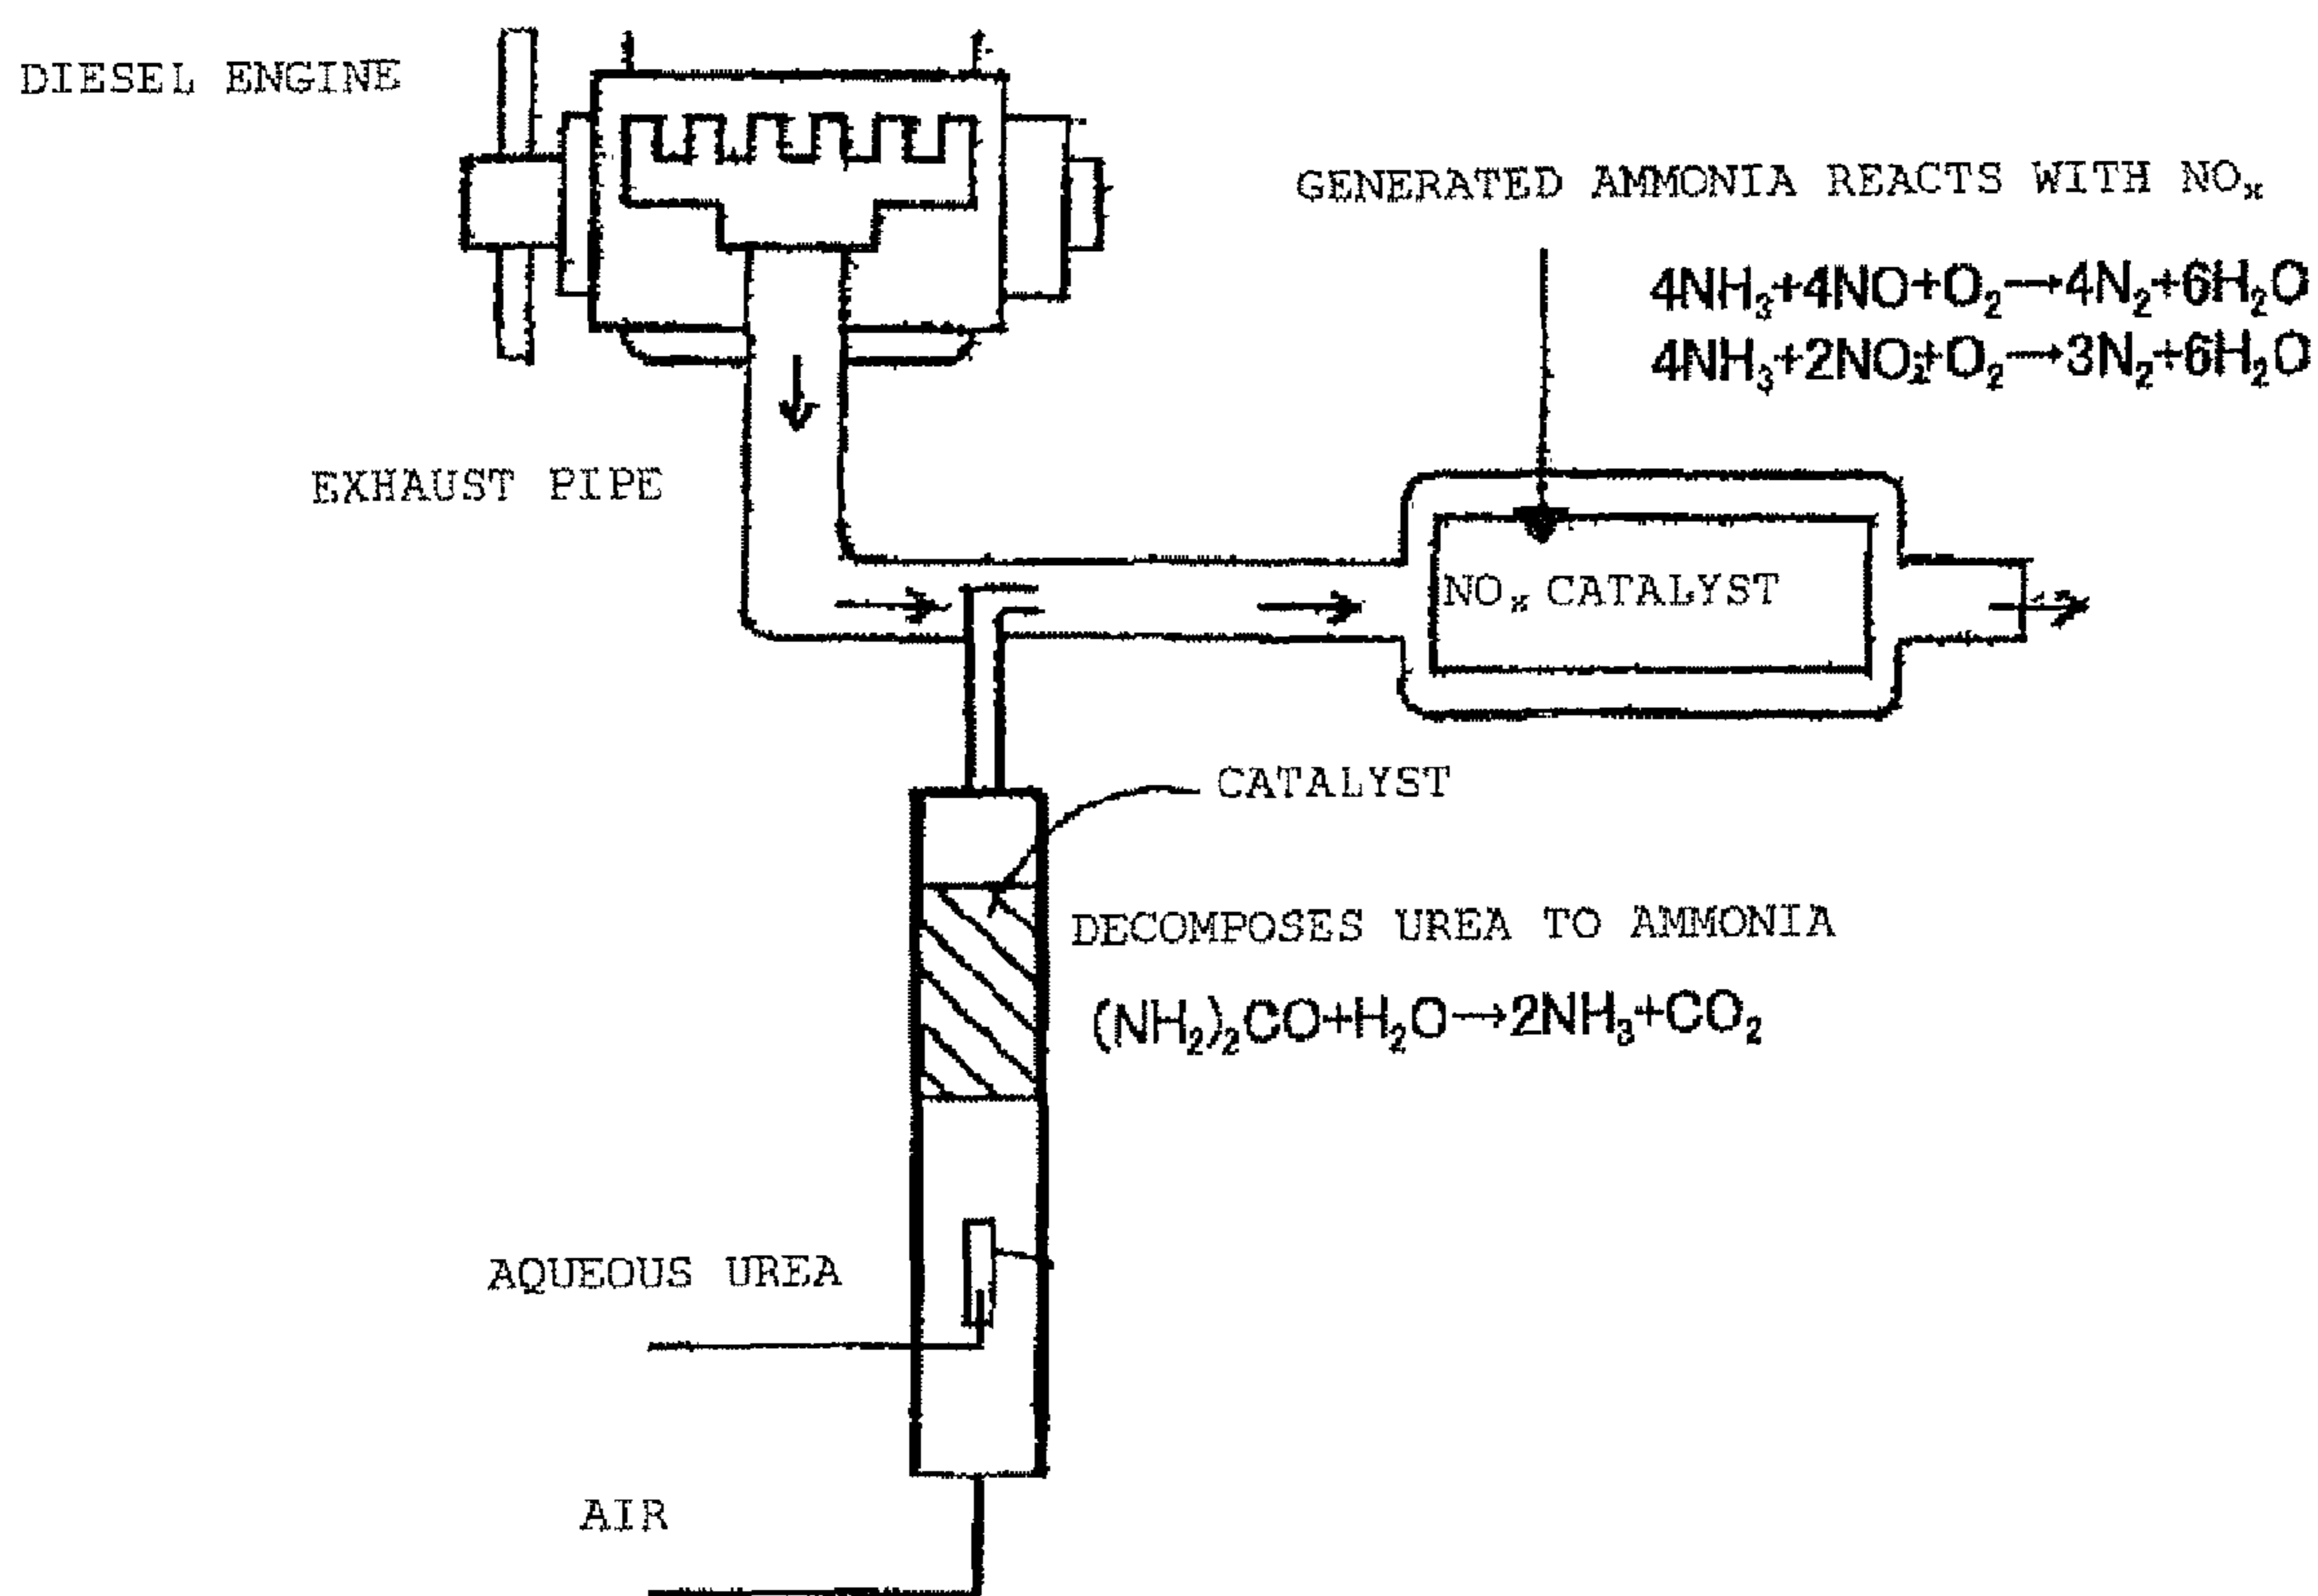 DIESEL ENGINE
GENERATED AMMONIA REACTS WITH NOₓ
4NH₃+4NO+O₂→4N₂+6H₂O
4NH₃+2NO₂+O₂→3N₂+6H₂O
EXHAUST PIPE
NOₓ CATALYST
CATALYST
DECOMPOSES UREA TO AMMONIA
(NH₂)₂CO+H₂O→2NH₃+CO₂
AQUEOUS UREA
AIR